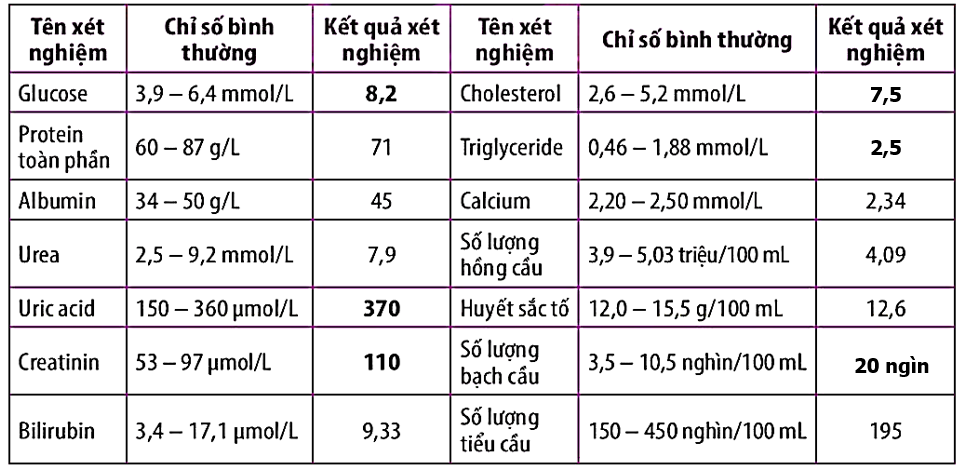 Tên xét nghiệm Chỉ số bình thường Kết quả xét nghiệm Tên xét nghiệm Chỉ số bình thường Kết quả xét nghiệm
Glucose 3,9 – 6,4 mmol/L 8,2 Cholesterol 2,6 – 5,2 mmol/L 7,5
Protein toàn phần 60 – 87 g/L 71 Triglyceride 0,46 – 1,88 mmol/L 2,5
Albumin 34 – 50 g/L 45 Calcium 2,20 – 2,50 mmol/L 2,34
Urea 2,5 – 9,2 mmol/L 7,9 Số lượng hồng cầu 3,9 – 5,03 triệu/100 mL 4,09
Uric acid 150 – 360 μmol/L 370 Huyết sắc tố 12,0 – 15,5 g/100 mL 12,6
Creatinin 53 – 97 μmol/L 110 Số lượng bạch cầu 3,5 – 10,5 nghìn/100 mL 20 ngìn
Bilirubin 3,4 – 17,1 μmol/L 9,33 Số lượng tiểu cầu 150 – 450 nghìn/100 mL 195